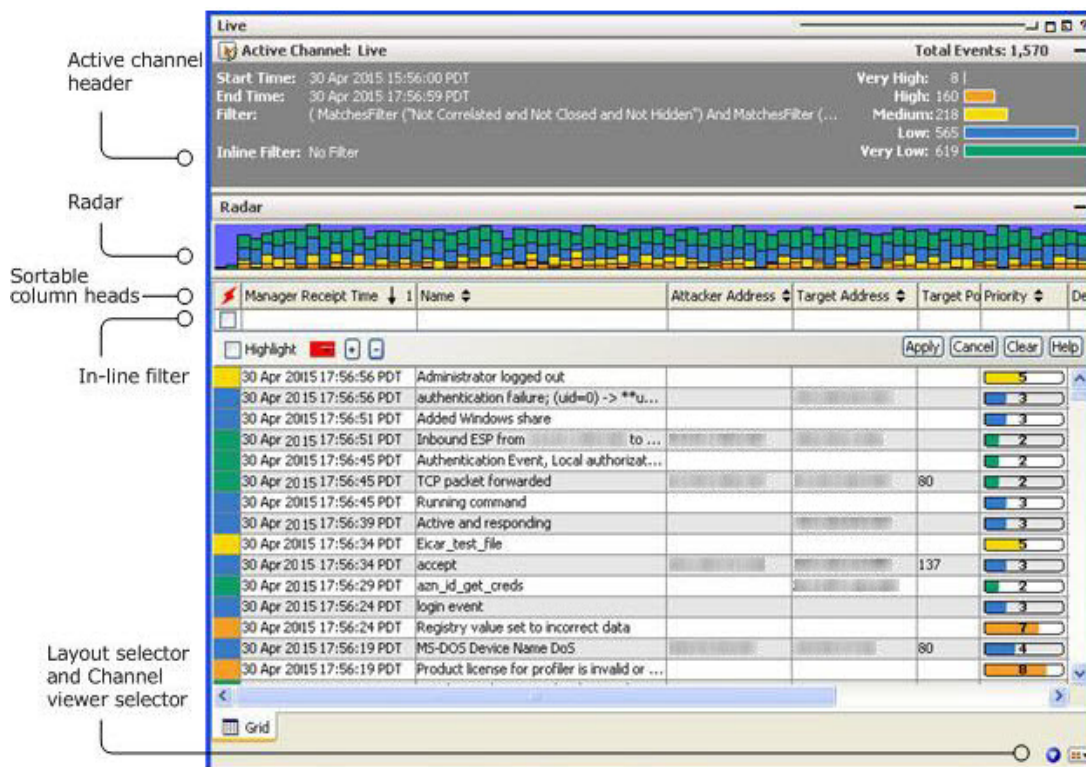 Live
Active Channel: Live Total Events: 1,570
Active channel
header
Start Time: 30 Apr 2015 15:56:00 PDT Very High: 8
End Time: 30 Apr 2015 17:56:59 PDT High: 160
Filter: ( MatchesFilter ("Not Correlated and Not Closed and Not Hidden") And MatchesFilter (... Medium: 218
Low: 565
Inline Filter: No Filter Very Low: 619
Radar
Radar
Sortable
column heads
Manager Receipt Time 1 Name Attacker Address Target Address Target Po Priority De
In-line filter
Highlight + - Apply Cancel Clear Help
30 Apr 2015 17:56:56 PDT Administrator logged out 5
30 Apr 2015 17:56:56 PDT authentication failure; (uid=0) -> **u... 3
30 Apr 2015 17:56:51 PDT Added Windows share 3
30 Apr 2015 17:56:51 PDT Inbound ESP from to ... 2
30 Apr 2015 17:56:45 PDT Authentication Event, Local authorizat... 2
30 Apr 2015 17:56:45 PDT TCP packet forwarded 80 2
30 Apr 2015 17:56:45 PDT Running command 3
30 Apr 2015 17:56:39 PDT Active and responding 3
30 Apr 2015 17:56:34 PDT Eicar_test_file 5
30 Apr 2015 17:56:34 PDT accept 137 3
30 Apr 2015 17:56:29 PDT azn_id_get_creds 2
30 Apr 2015 17:56:24 PDT login event 3
30 Apr 2015 17:56:24 PDT Registry value set to incorrect data 7
30 Apr 2015 17:56:19 PDT MS-DOS Device Name DoS 80 4
30 Apr 2015 17:56:19 PDT Product license for profiler is invalid or ... 8
Layout selector
and Channel
viewer selector
Grid